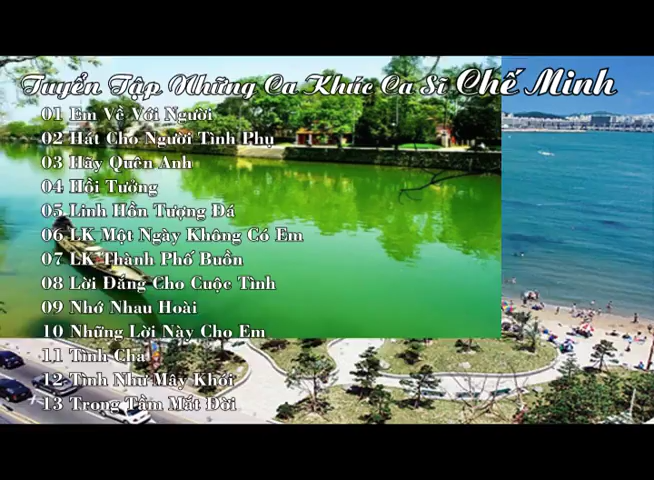 Tuyển Tập Những Ca Khúc Ca Sĩ Chế Minh
01 Em Về Với Người
02 Hát Cho Người Tình Phụ
03 Hãy Quên Anh
04 Hồi Tưởng
05 Linh Hồn Tượng Đá
06 LK Một Ngày Không Có Em
07 LK Thành Phố Buồn
08 Lời Đắng Cho Cuộc Tình
09 Nhớ Nhau Hoài
10 Những Lời Này Cho Em
11 Tình Cha
12 Tình Như Mây Khói
13 Trong Tầm Mắt Đời